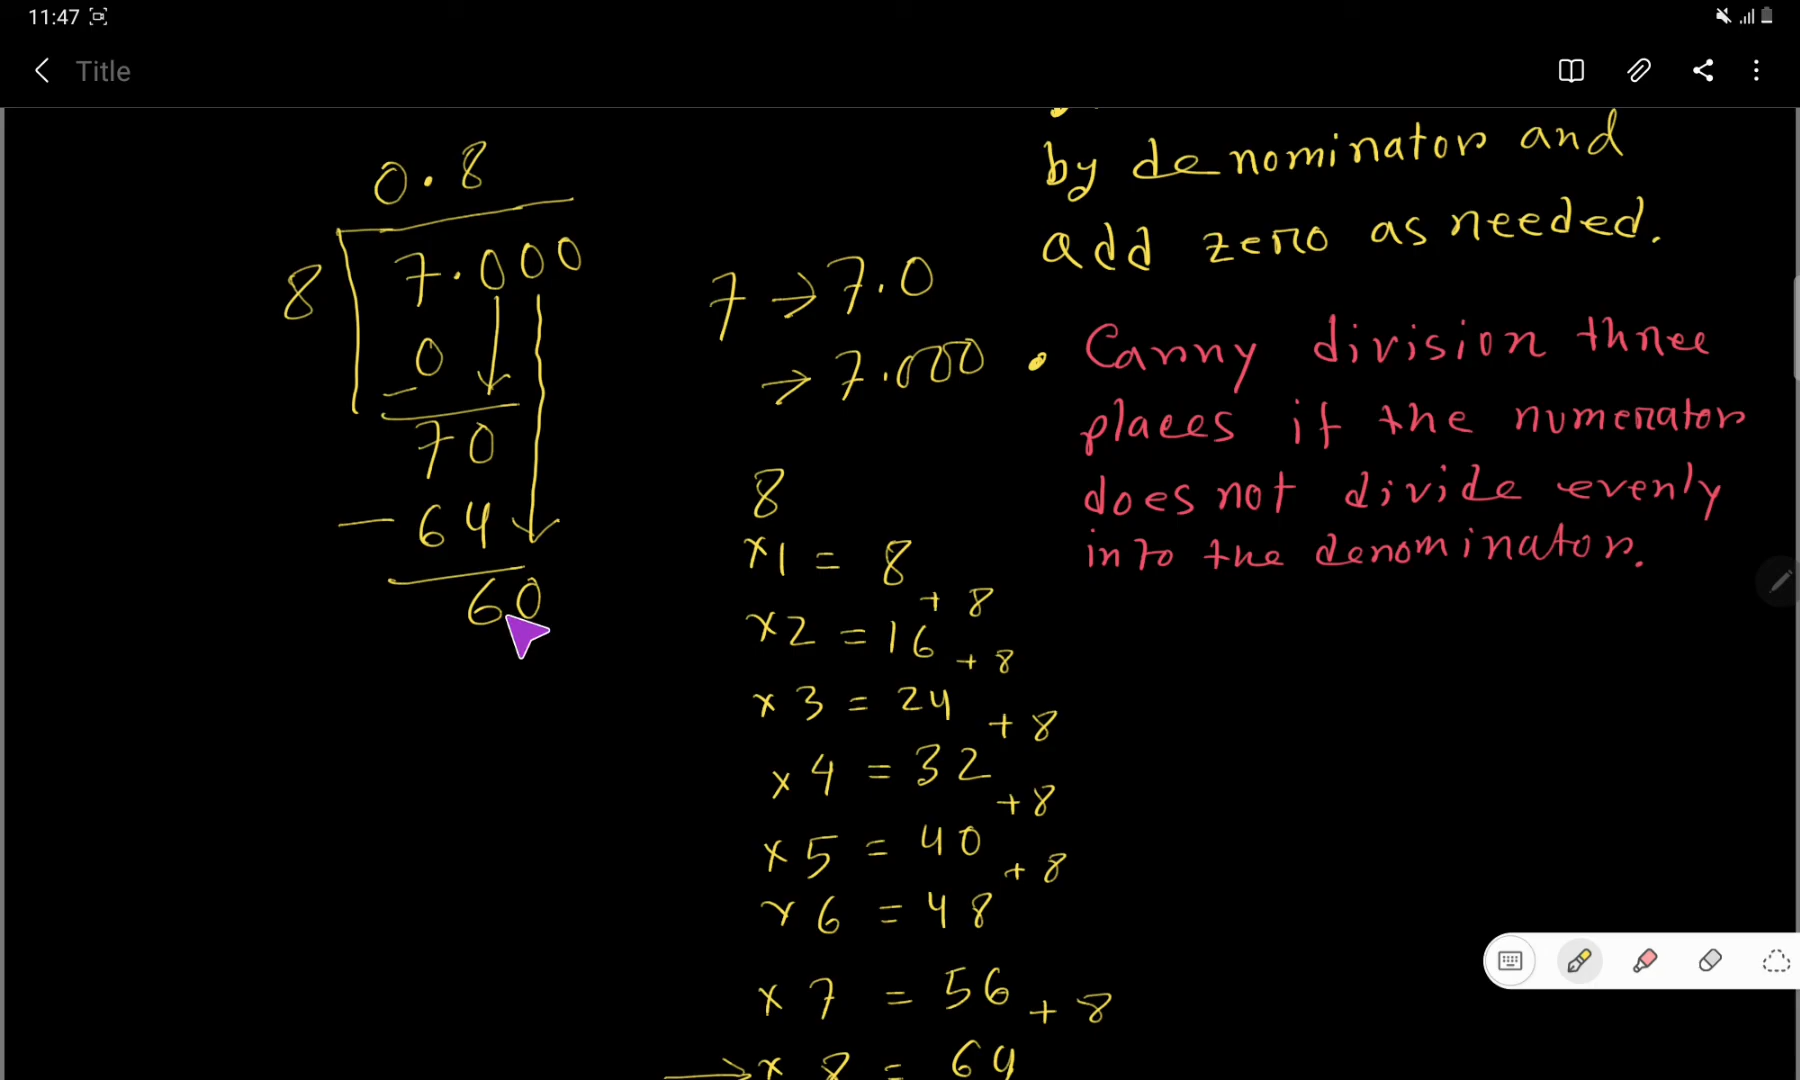 11:47
Title
0.8
8 7.000
0
70
- 64
60
7 → 7.0
→ 7.000
8
x1 = 8
+ 8
x2 = 16
+ 8
x3 = 24
+ 8
x4 = 32
+ 8
x5 = 40
+ 8
x6 = 48
x7 = 56
+ 8
→ x 8 = 64
by denominator and
add zero as needed.
• Carry division three
places if the numerator
does not divide evenly
into the denominator.